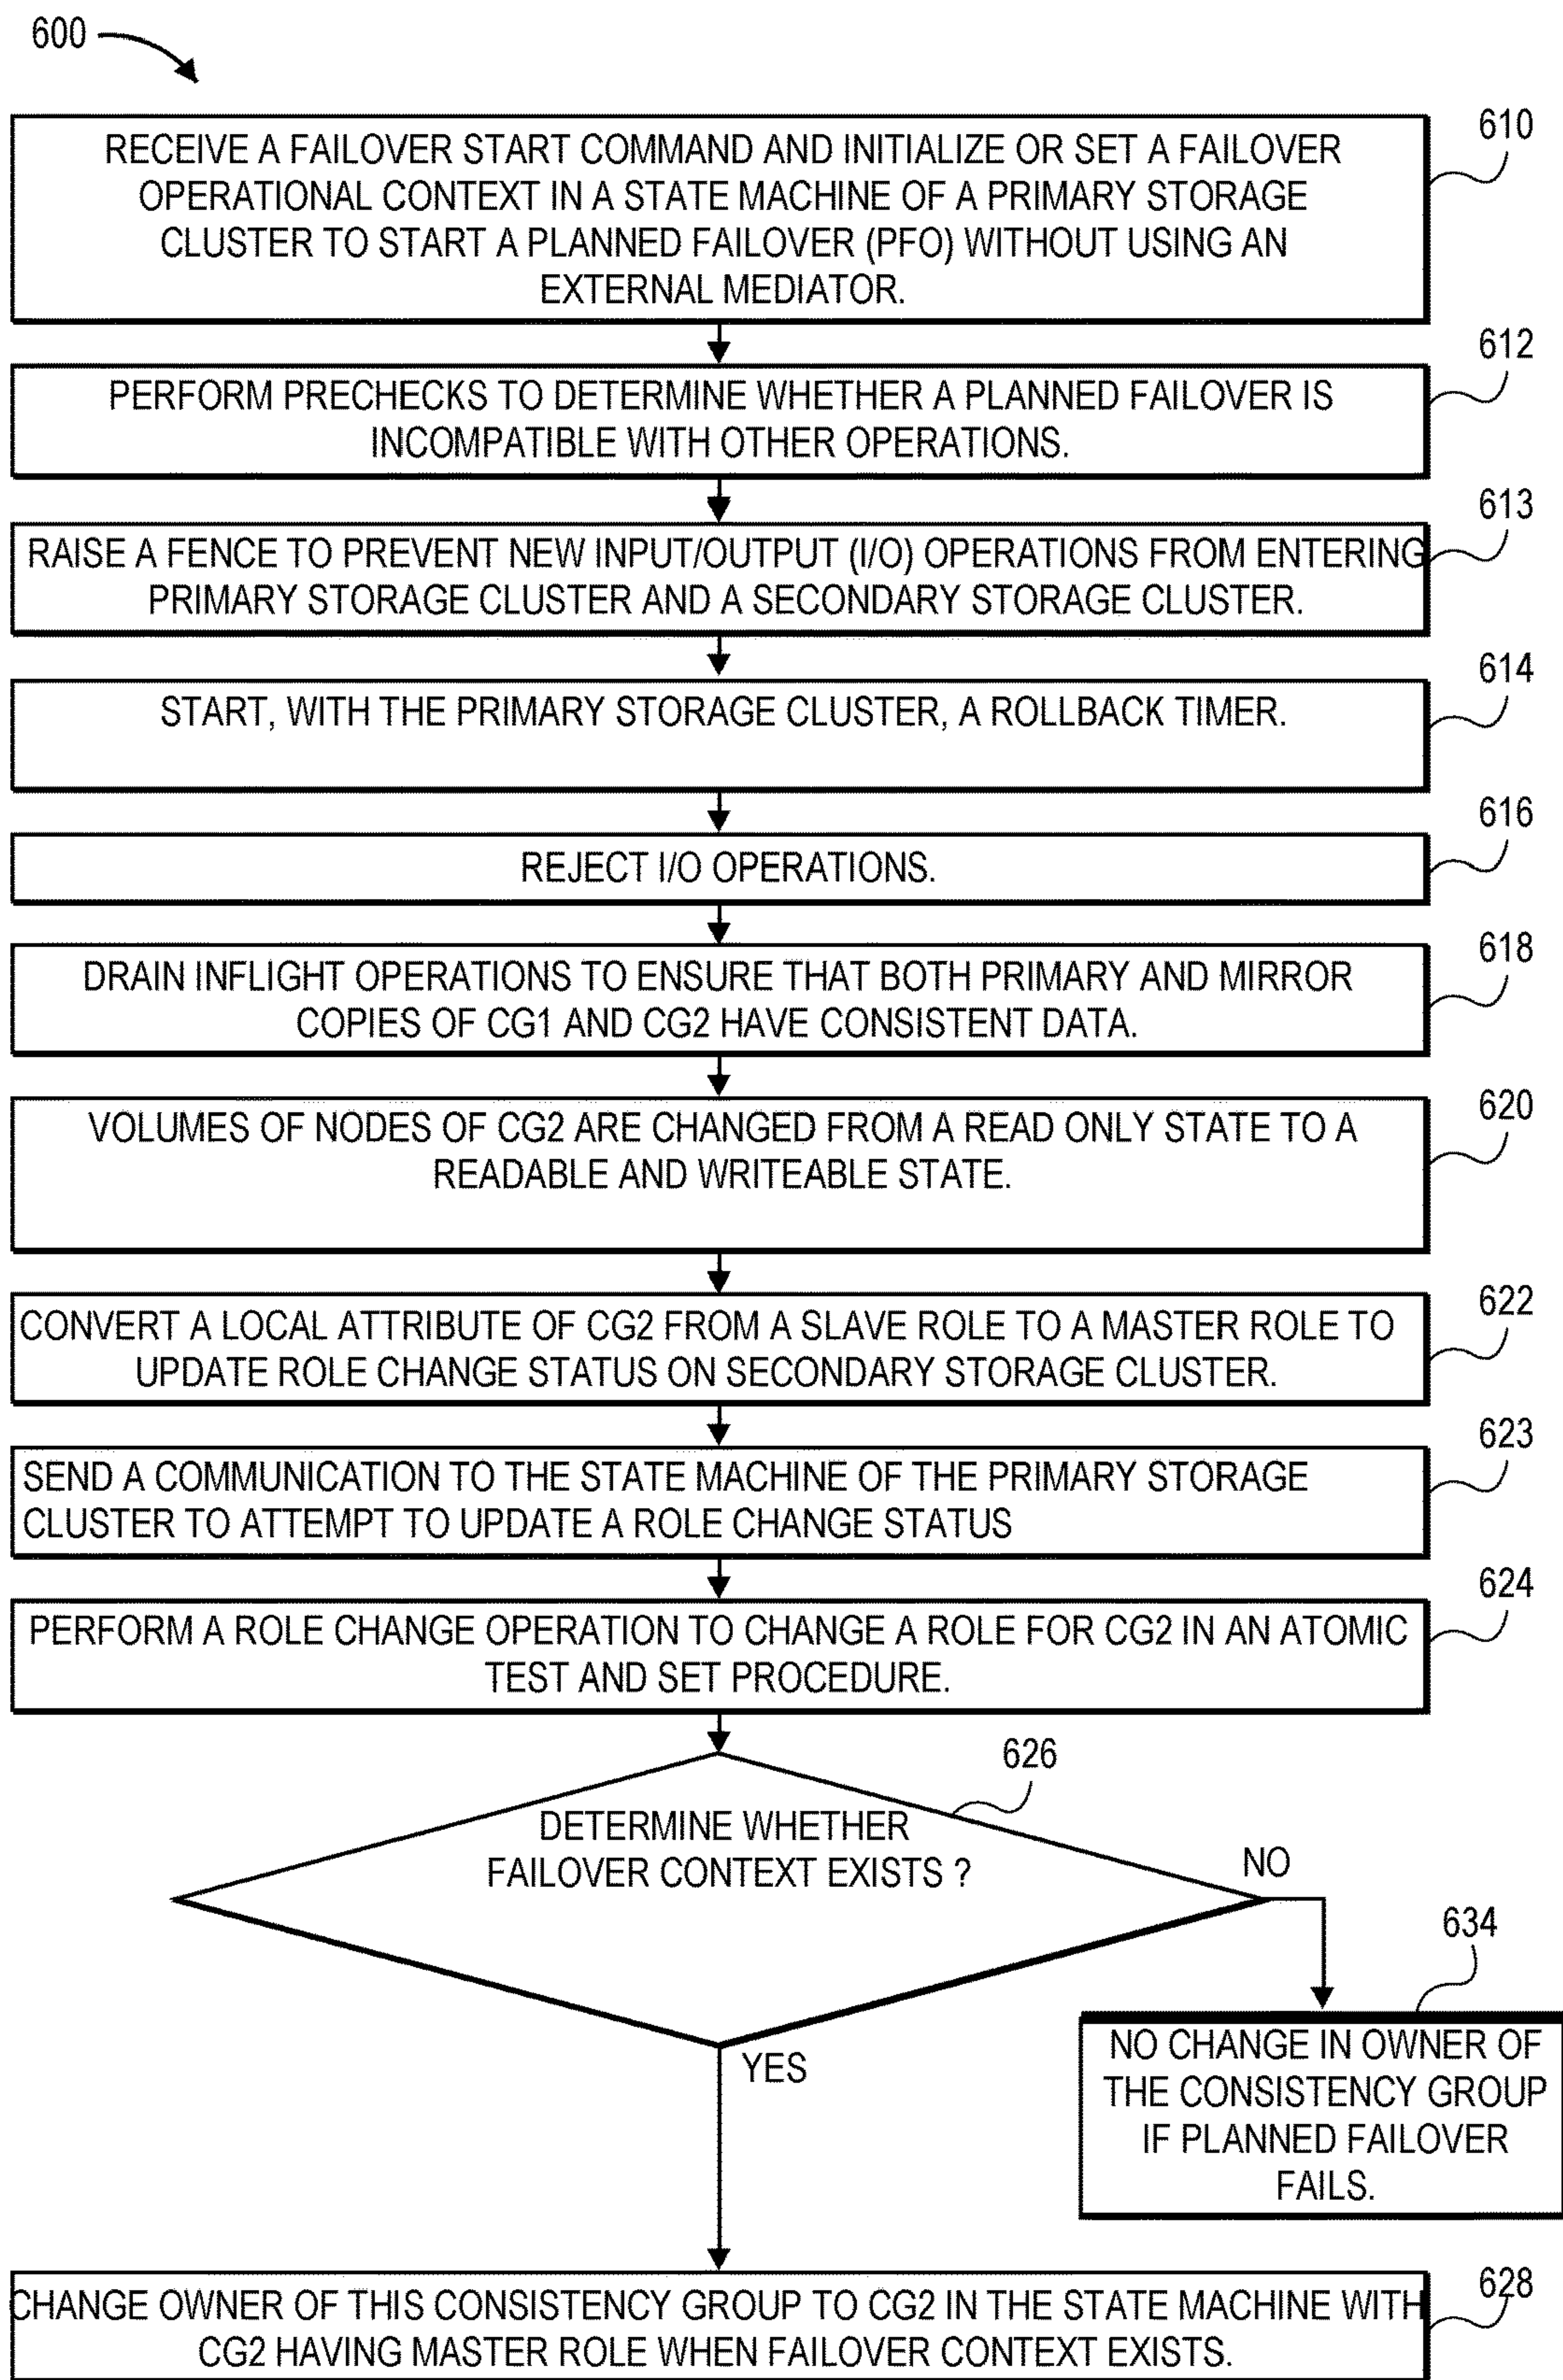 600
610
RECEIVE A FAILOVER START COMMAND AND INITIALIZE OR SET A FAILOVER
OPERATIONAL CONTEXT IN A STATE MACHINE OF A PRIMARY STORAGE
CLUSTER TO START A PLANNED FAILOVER (PFO) WITHOUT USING AN
EXTERNAL MEDIATOR.
612
PERFORM PRECHECKS TO DETERMINE WHETHER A PLANNED FAILOVER IS
INCOMPATIBLE WITH OTHER OPERATIONS.
613
RAISE A FENCE TO PREVENT NEW INPUT/OUTPUT (I/O) OPERATIONS FROM ENTERING
PRIMARY STORAGE CLUSTER AND A SECONDARY STORAGE CLUSTER.
614
START, WITH THE PRIMARY STORAGE CLUSTER, A ROLLBACK TIMER.
616
REJECT I/O OPERATIONS.
618
DRAIN INFLIGHT OPERATIONS TO ENSURE THAT BOTH PRIMARY AND MIRROR
COPIES OF CG1 AND CG2 HAVE CONSISTENT DATA.
620
VOLUMES OF NODES OF CG2 ARE CHANGED FROM A READ ONLY STATE TO A
READABLE AND WRITEABLE STATE.
622
CONVERT A LOCAL ATTRIBUTE OF CG2 FROM A SLAVE ROLE TO A MASTER ROLE TO
UPDATE ROLE CHANGE STATUS ON SECONDARY STORAGE CLUSTER.
623
SEND A COMMUNICATION TO THE STATE MACHINE OF THE PRIMARY STORAGE
CLUSTER TO ATTEMPT TO UPDATE A ROLE CHANGE STATUS
624
PERFORM A ROLE CHANGE OPERATION TO CHANGE A ROLE FOR CG2 IN AN ATOMIC
TEST AND SET PROCEDURE.
626
DETERMINE WHETHER
FAILOVER CONTEXT EXISTS ?
NO
634
NO CHANGE IN OWNER OF
THE CONSISTENCY GROUP
IF PLANNED FAILOVER
FAILS.
YES
628
CHANGE OWNER OF THIS CONSISTENCY GROUP TO CG2 IN THE STATE MACHINE WITH
CG2 HAVING MASTER ROLE WHEN FAILOVER CONTEXT EXISTS.